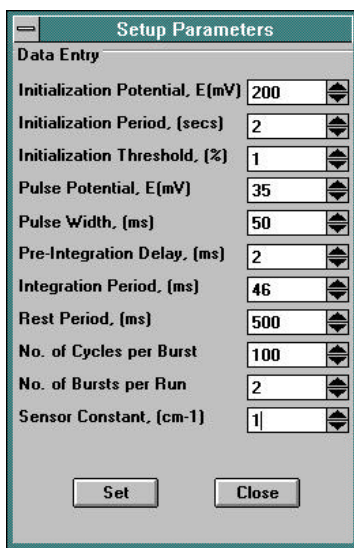 Setup Parameters
Data Entry
Initialization Potential, E(mV) 200
Initialization Period, (secs) 2
Initialization Threshold, (%) 1
Pulse Potential, E(mV) 35
Pulse Width, (ms) 50
Pre-Integration Delay, (ms) 2
Integration Period, (ms) 46
Rest Period, (ms) 500
No. of Cycles per Burst 100
No. of Bursts per Run 2
Sensor Constant, (cm-1) 1
Set Close